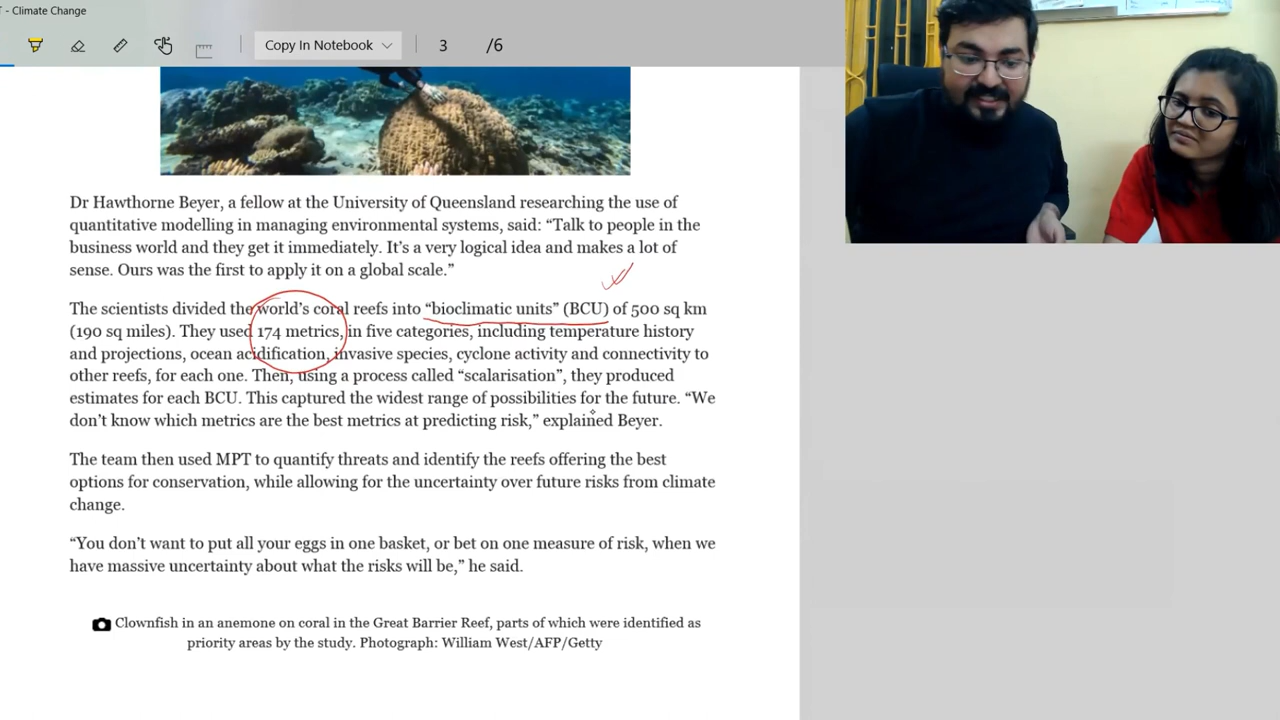 - Climate Change
Copy In Notebook
3 /6
Dr Hawthorne Beyer, a fellow at the University of Queensland researching the use of
quantitative modelling in managing environmental systems, said: “Talk to people in the
business world and they get it immediately. It’s a very logical idea and makes a lot of
sense. Ours was the first to apply it on a global scale.”
The scientists divided the world’s coral reefs into “bioclimatic units” (BCU) of 500 sq km
(190 sq miles). They used 174 metrics, in five categories, including temperature history
and projections, ocean acidification, invasive species, cyclone activity and connectivity to
other reefs, for each one. Then, using a process called “scalarisation”, they produced
estimates for each BCU. This captured the widest range of possibilities for the future. “We
don’t know which metrics are the best metrics at predicting risk,” explained Beyer.
The team then used MPT to quantify threats and identify the reefs offering the best
options for conservation, while allowing for the uncertainty over future risks from climate
change.
“You don’t want to put all your eggs in one basket, or bet on one measure of risk, when we
have massive uncertainty about what the risks will be,” he said.
Clownfish in an anemone on coral in the Great Barrier Reef, parts of which were identified as
priority areas by the study. Photograph: William West/AFP/Getty